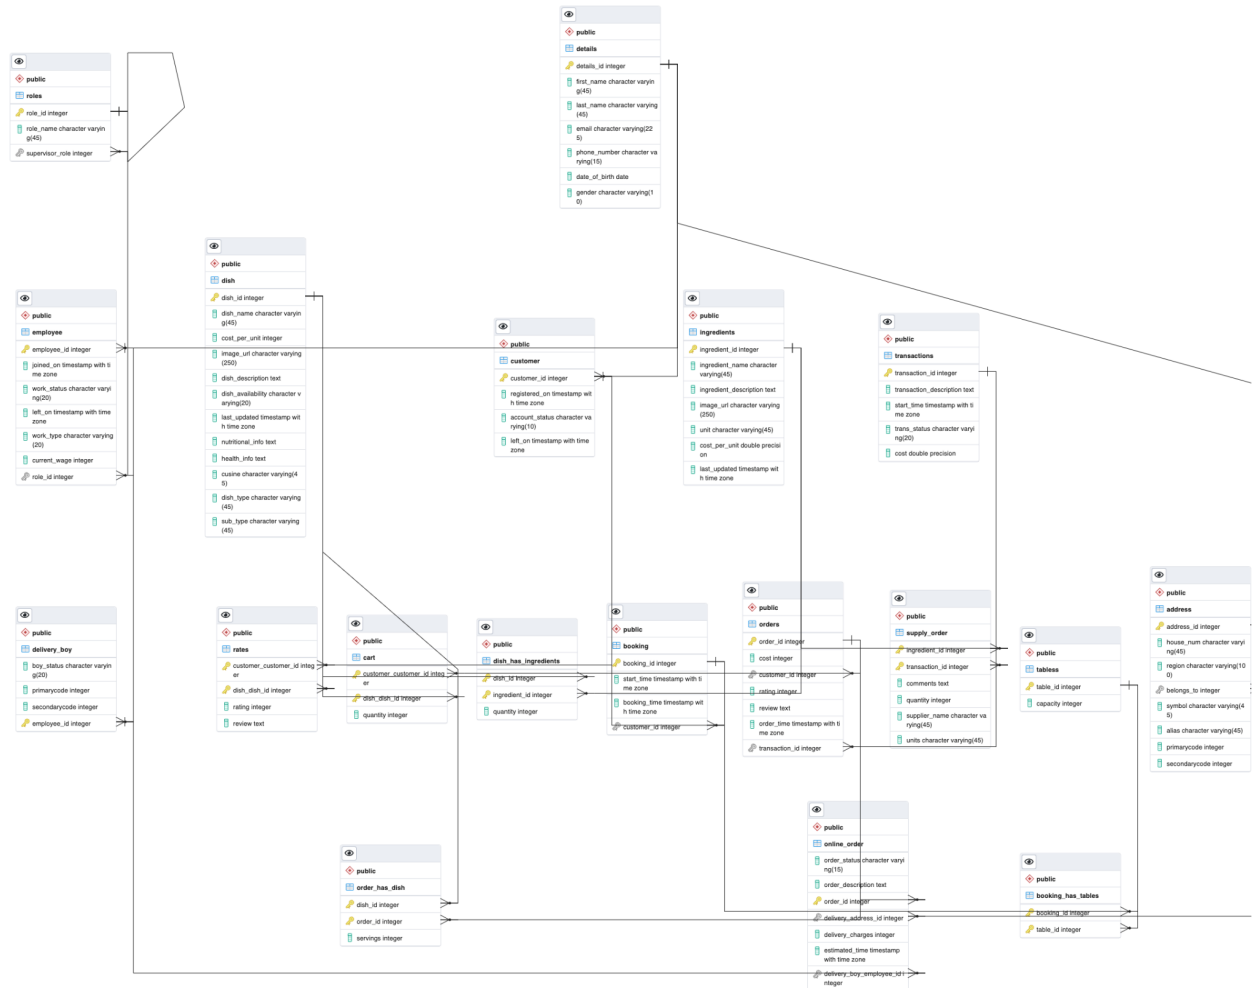 public
details
details_id integer
first_name character varyin
g(45)
last_name character varying
(45)
email character varying(22
5)
phone_number character va
rying(15)
date_of_birth date
gender character varying(1
0)
public
roles
role_id integer
role_name character varyin
g(45)
supervisor_role integer
public
dish
dish_id integer
dish_name character varyin
g(45)
cost_per_unit integer
image_url character varying
(250)
dish_description text
dish_availability character v
arying(20)
last_updated timestamp wit
h time zone
nutritional_info text
health_info text
cusine character varying(4
5)
dish_type character varying
(45)
sub_type character varying
(45)
public
employee
employee_id integer
joined_on timestamp with ti
me zone
work_status character varyi
ng(20)
left_on timestamp with time
zone
work_type character varying
(20)
current_wage integer
role_id integer
public
customer
customer_id integer
registered_on timestamp wit
h time zone
account_status character va
rying(10)
left_on timestamp with time
zone
public
ingredients
ingredient_id integer
ingredient_name character
varying(45)
ingredient_description text
image_url character varying
(250)
unit character varying(45)
cost_per_unit double precisi
on
last_updated timestamp wit
h time zone
public
transactions
transaction_id integer
transaction_description text
start_time timestamp with ti
me zone
trans_status character varyi
ng(20)
cost double precision
public
delivery_boy
boy_status character varyin
g(20)
primarycode integer
secondarycode integer
employee_id integer
public
rates
customer_customer_id integ
er
dish_dish_id integer
rating integer
review text
public
cart
customer_customer_id integ
er
dish_dish_id integer
quantity integer
public
dish_has_ingredients
dish_id integer
ingredient_id integer
quantity integer
public
booking
booking_id integer
start_time timestamp with ti
me zone
booking_time timestamp wit
h time zone
customer_id integer
public
orders
order_id integer
cost integer
customer_id integer
rating integer
review text
order_time timestamp with ti
me zone
transaction_id integer
public
supply_order
ingredient_id integer
transaction_id integer
comments text
quantity integer
supplier_name character va
rying(45)
units character varying(45)
public
tables
table_id integer
capacity integer
public
address
address_id integer
house_num character varyi
ng(45)
region character varying(10
0)
belongs_to integer
symbol character varying(4
5)
alias character varying(45)
primarycode integer
secondarycode integer
public
order_has_dish
dish_id integer
order_id integer
servings integer
public
online_order
order_status character varyi
ng(15)
order_description text
order_id integer
delivery_address_id integer
delivery_charges integer
estimated_time timestamp
with time zone
delivery_boy_employee_id i
nteger
public
booking_has_tables
booking_id integer
table_id integer